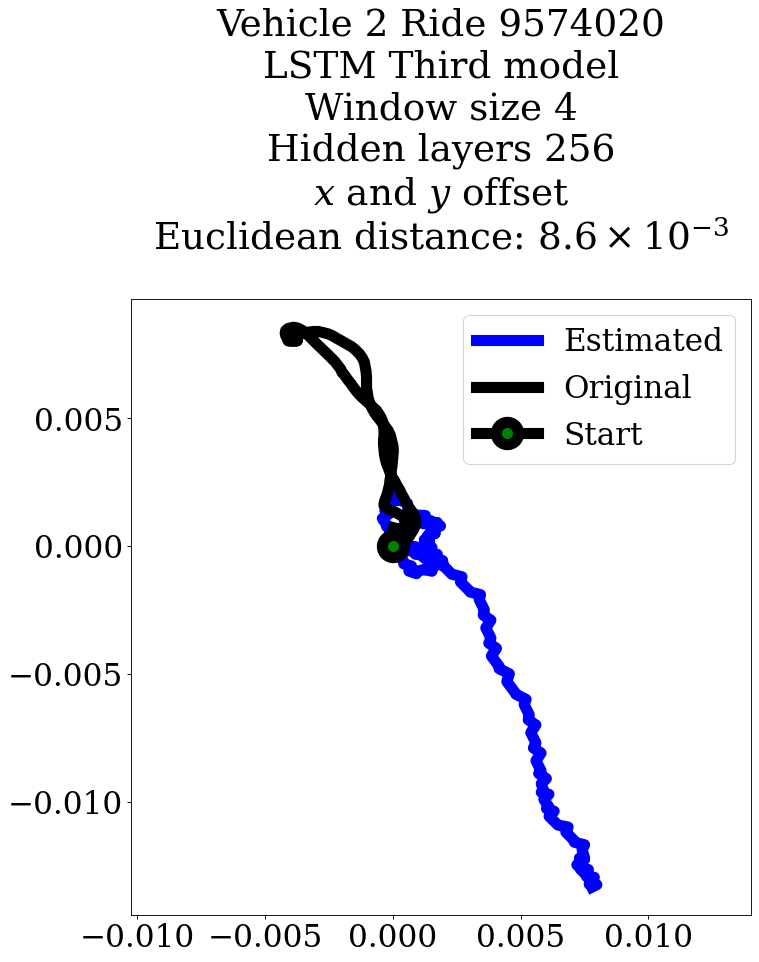 Vehicle 2 Ride 9574020
LSTM Third model
Window size 4
Hidden layers 256
x and y offset
Euclidean distance: 8.6 × 10⁻³
Estimated
Original
Start
0.005
0.000
−0.005
−0.010
−0.010 −0.005 0.000 0.005 0.010